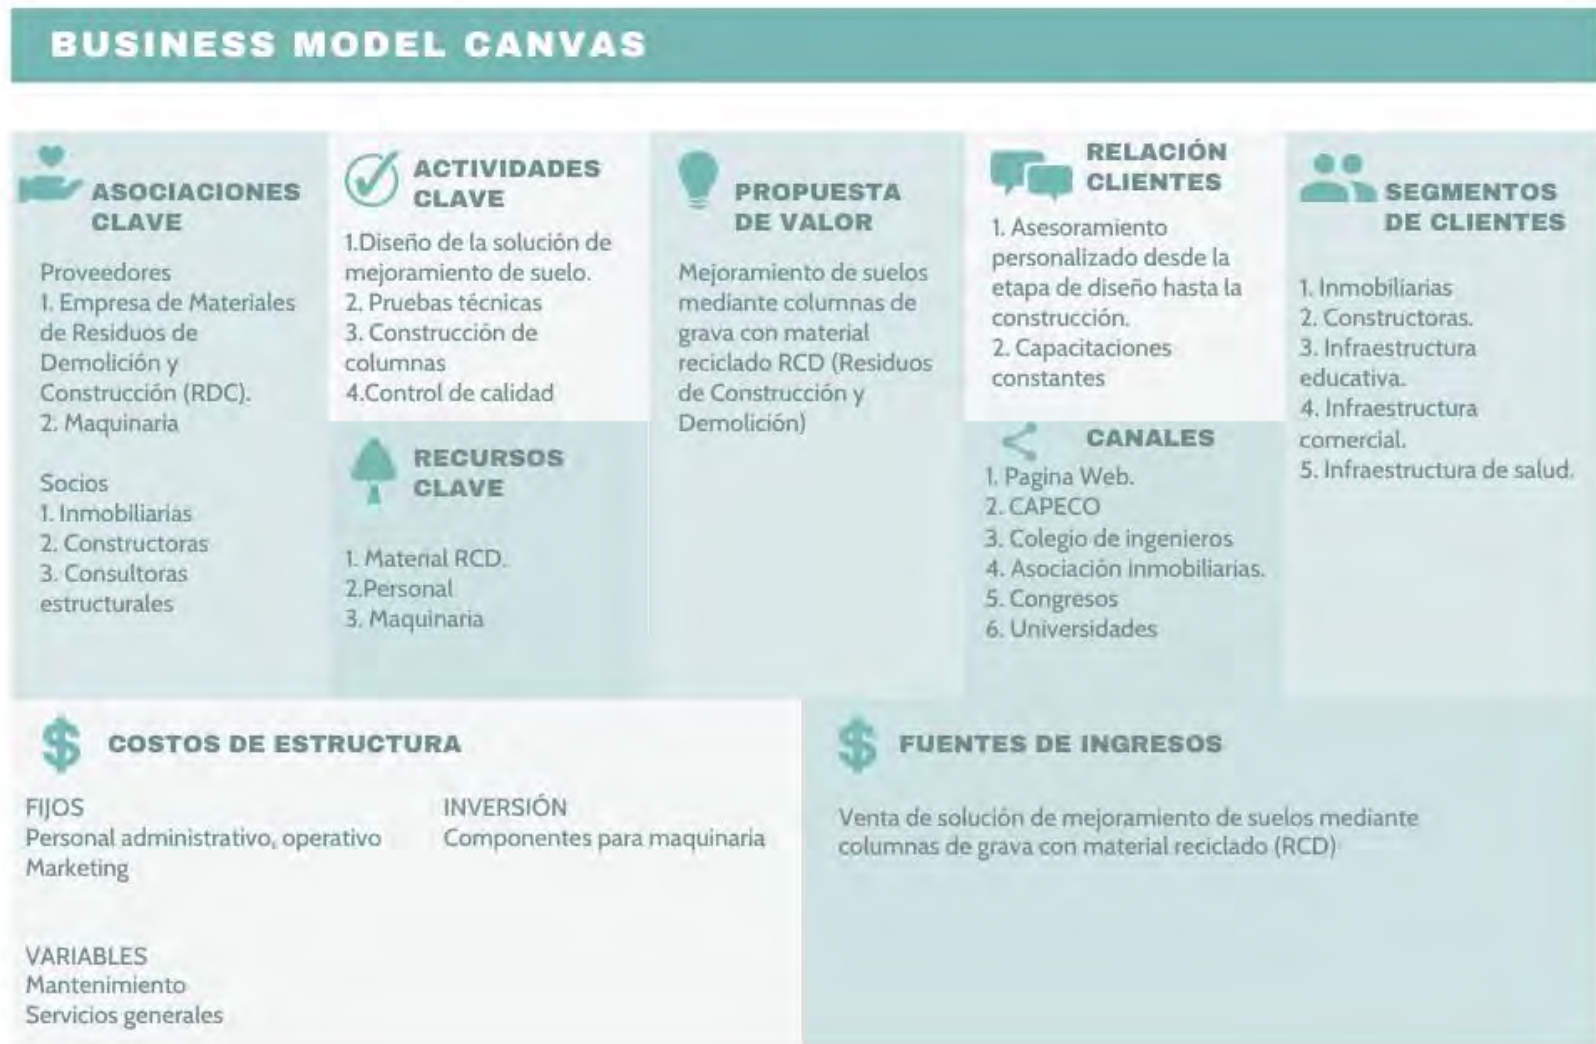 BUSINESS MODEL CANVAS
ASOCIACIONES
CLAVE
Proveedores
1. Empresa de Materiales
de Residuos de
Demolición y
Construcción (RDC).
2. Maquinaria
Socios
1. Inmobiliarias
2. Constructoras
3. Consultoras
estructurales
ACTIVIDADES
CLAVE
1.Diseño de la solución de
mejoramiento de suelo.
2. Pruebas técnicas
3. Construcción de
columnas
4.Control de calidad
RECURSOS
CLAVE
1. Material RCD.
2.Personal
3. Maquinaria
PROPUESTA
DE VALOR
Mejoramiento de suelos
mediante columnas de
grava con material
reciclado RCD (Residuos
de Construcción y
Demolición)
RELACIÓN
CLIENTES
1. Asesoramiento
personalizado desde la
etapa de diseño hasta la
construcción.
2. Capacitaciones
constantes
CANALES
1. Pagina Web.
2. CAPECO
3. Colegio de ingenieros
4. Asociación inmobiliarias.
5. Congresos
6. Universidades
SEGMENTOS
DE CLIENTES
1. Inmobiliarias
2. Constructoras.
3. Infraestructura
educativa.
4. Infraestructura
comercial.
5. Infraestructura de salud.
COSTOS DE ESTRUCTURA
FIJOS
Personal administrativo, operativo
Marketing
INVERSIÓN
Componentes para maquinaria
VARIABLES
Mantenimiento
Servicios generales
FUENTES DE INGRESOS
Venta de solución de mejoramiento de suelos mediante
columnas de grava con material reciclado (RCD)